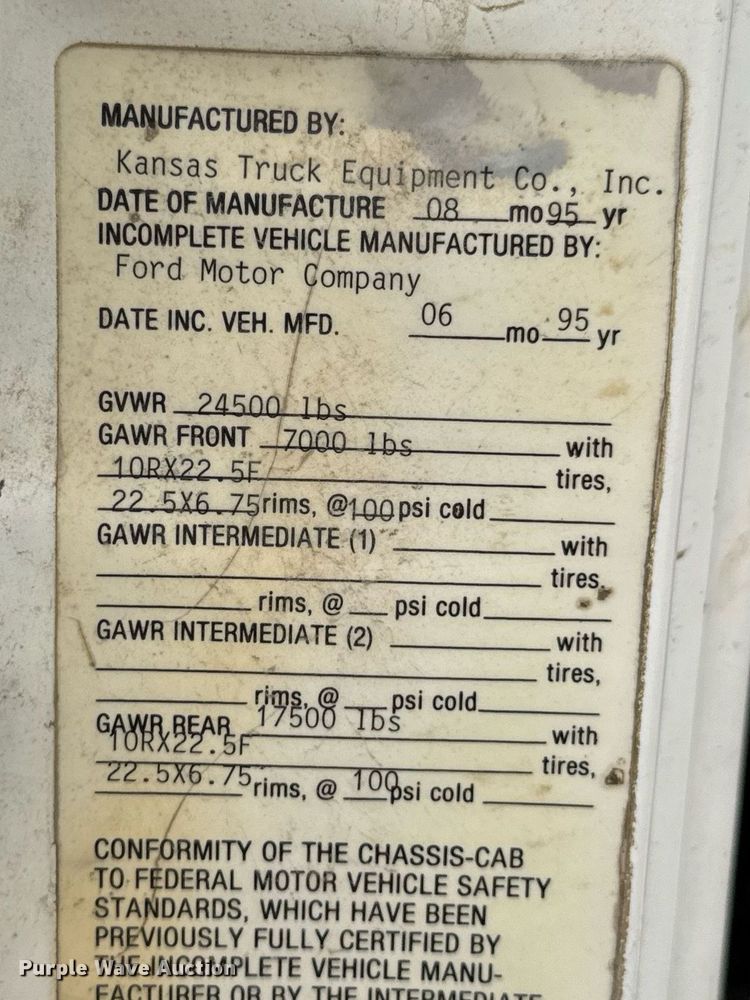 MANUFACTURED BY:
Kansas Truck Equipment Co., Inc.
DATE OF MANUFACTURE 08 mo 95 yr
INCOMPLETE VEHICLE MANUFACTURED BY:
Ford Motor Company
DATE INC. VEH. MFD. 06 mo 95 yr
GVWR 24500 lbs
GAWR FRONT 7000 lbs with
10RX22.5F tires,
22.5X6.75 rims, @ 100 psi cold
GAWR INTERMEDIATE (1) with
tires,
rims, @ psi cold
GAWR INTERMEDIATE (2) with
tires,
rims, @ psi cold
GAWR REAR 17500 lbs with
10RX22.5F tires,
22.5X6.75 rims, @ 100 psi cold
CONFORMITY OF THE CHASSIS-CAB
TO FEDERAL MOTOR VEHICLE SAFETY
STANDARDS, WHICH HAVE BEEN
PREVIOUSLY FULLY CERTIFIED BY
THE INCOMPLETE VEHICLE MANU-
FACTURER OR BY THE INTERMEDIATE
Purple Wave Auction